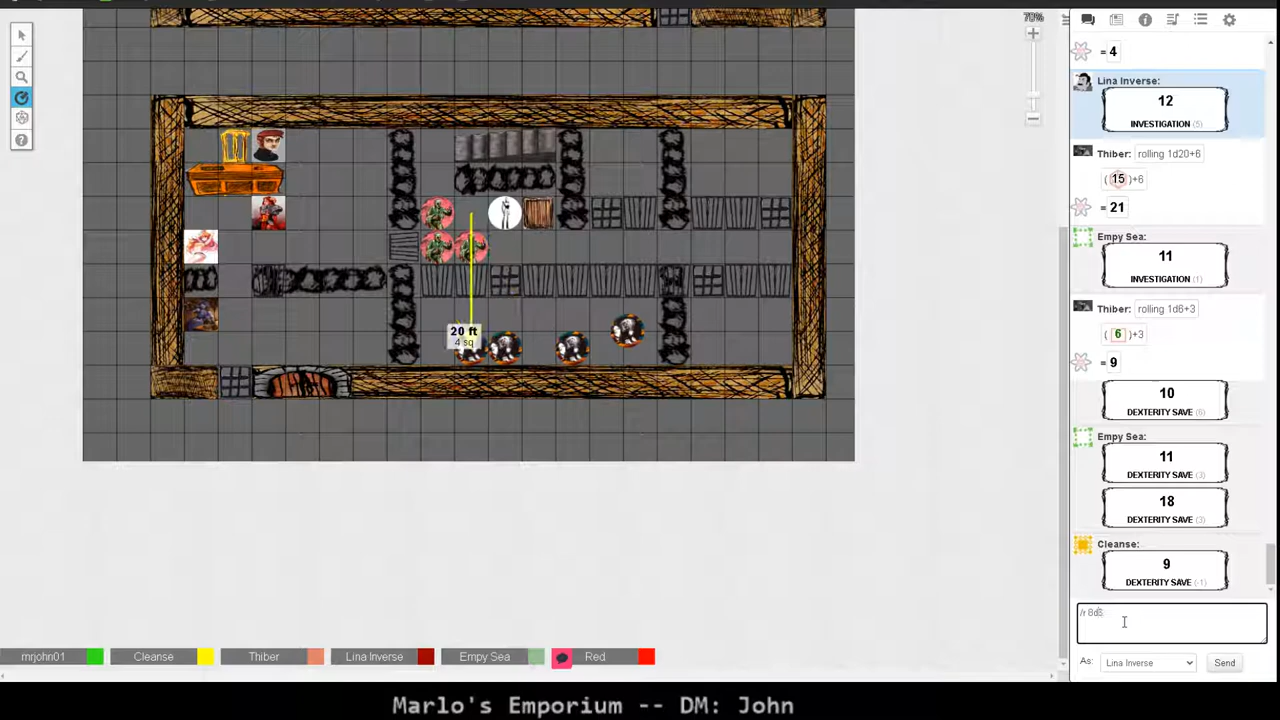 70%
= 4
Lina Inverse:
12
INVESTIGATION (5)
Thiber: rolling 1d20+6
(15)+6
= 21
Empy Sea:
11
INVESTIGATION (1)
Thiber: rolling 1d6+3
( 6 )+3
= 9
10
DEXTERITY SAVE (6)
Empy Sea:
11
DEXTERITY SAVE (3)
18
DEXTERITY SAVE (3)
Cleanse:
9
DEXTERITY SAVE (-1)
/r 8d8
As: Lina Inverse Send
20 ft
4 sq
mrjohn01 Cleanse Thiber Lina Inverse Empy Sea Red
Marlo's Emporium -- DM: John